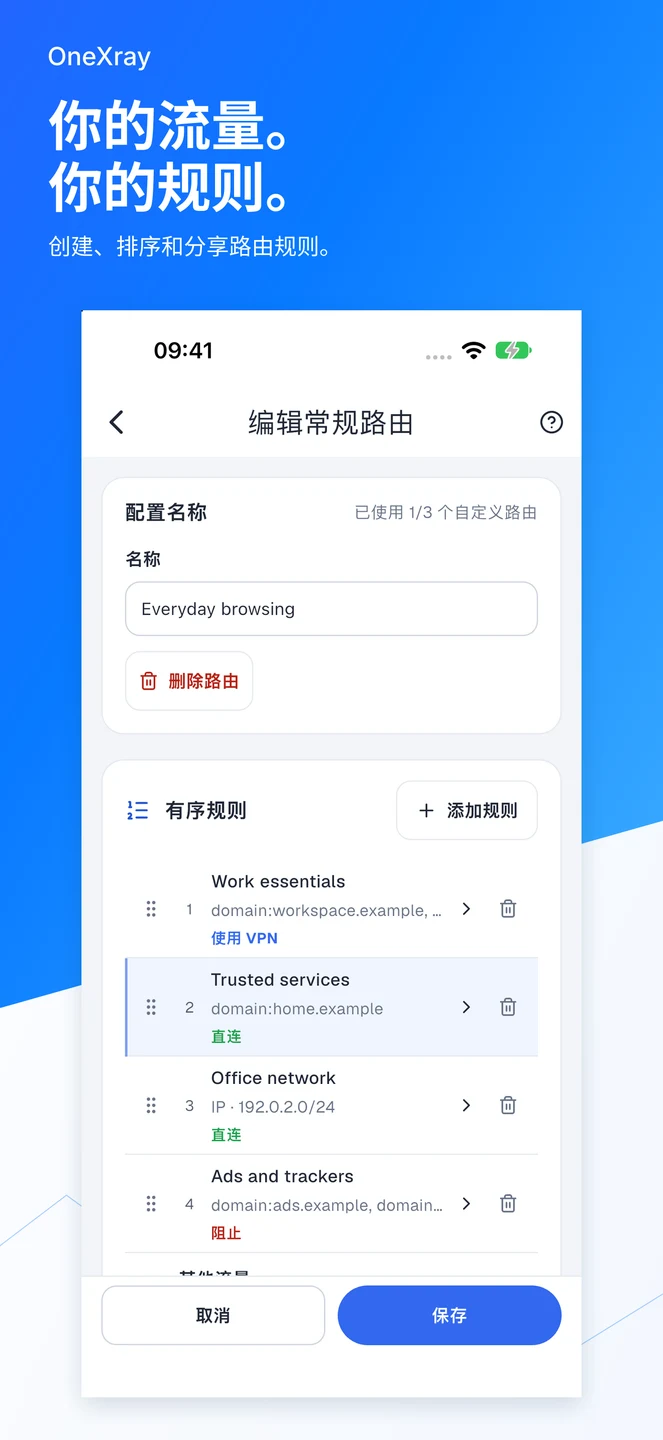 OneXray
你的流量。
你的规则。
创建、排序和分享路由规则。
09:41
编辑常规路由
配置名称
已使用 1/3 个自定义路由
名称
Everyday browsing
删除路由
有序规则
添加规则
Work essentials
1
domain:workspace.example, ...
使用 VPN
Trusted services
2
domain:home.example
直连
Office network
3
IP · 192.0.2.0/24
直连
Ads and trackers
4
domain:ads.example, domain...
阻止
其他流量
取消
保存